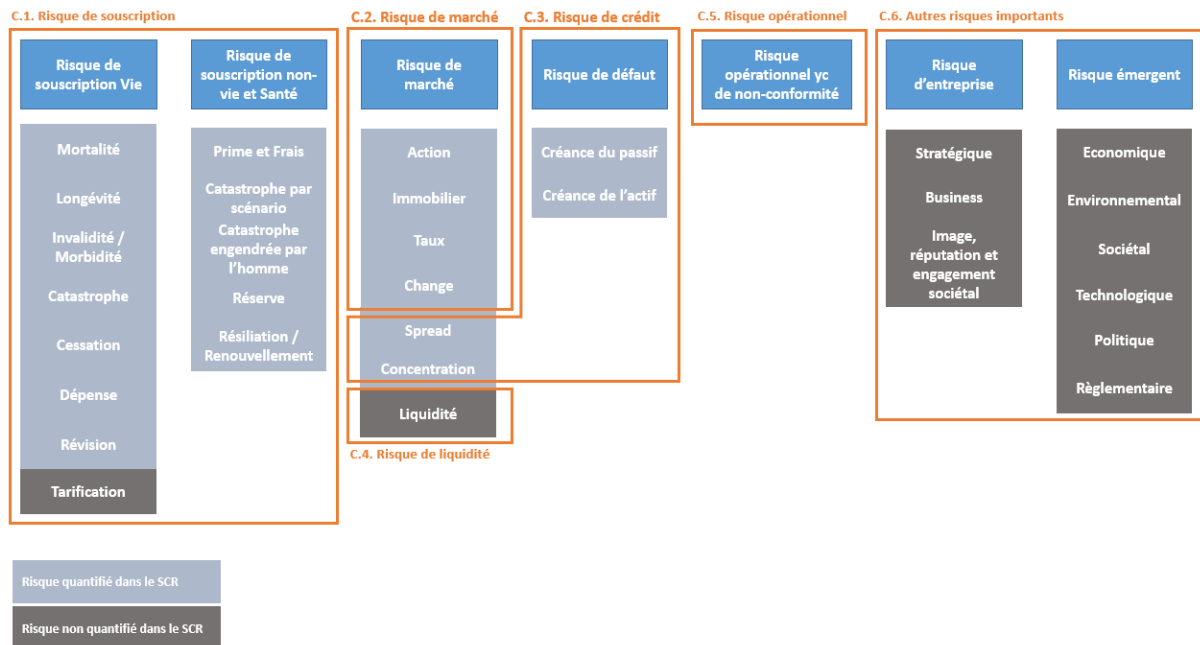 C.1. Risque de souscription
C.2. Risque de marché
C.3. Risque de crédit
C.5. Risque opérationnel
C.6. Autres risques importants
Risque de
souscription Vie
Risque de
souscription non-
vie et Santé
Risque de
marché
Risque de défaut
Risque
opérationnel yc
de non-conformité
Risque
d’entreprise
Risque émergent
Mortalité
Longévité
Invalidité /
Morbidité
Catastrophe
Cessation
Dépense
Révision
Tarification
Prime et Frais
Catastrophe par
scénario
Catastrophe
engendrée par
l’homme
Réserve
Résiliation /
Renouvellement
Action
Immobilier
Taux
Change
Spread
Concentration
Liquidité
C.4. Risque de liquidité
Créance du passif
Créance de l’actif
Stratégique
Business
Image,
réputation et
engagement
sociétal
Economique
Environnemental
Sociétal
Technologique
Politique
Règlementaire
Risque quantifié dans le SCR
Risque non quantifié dans le SCR